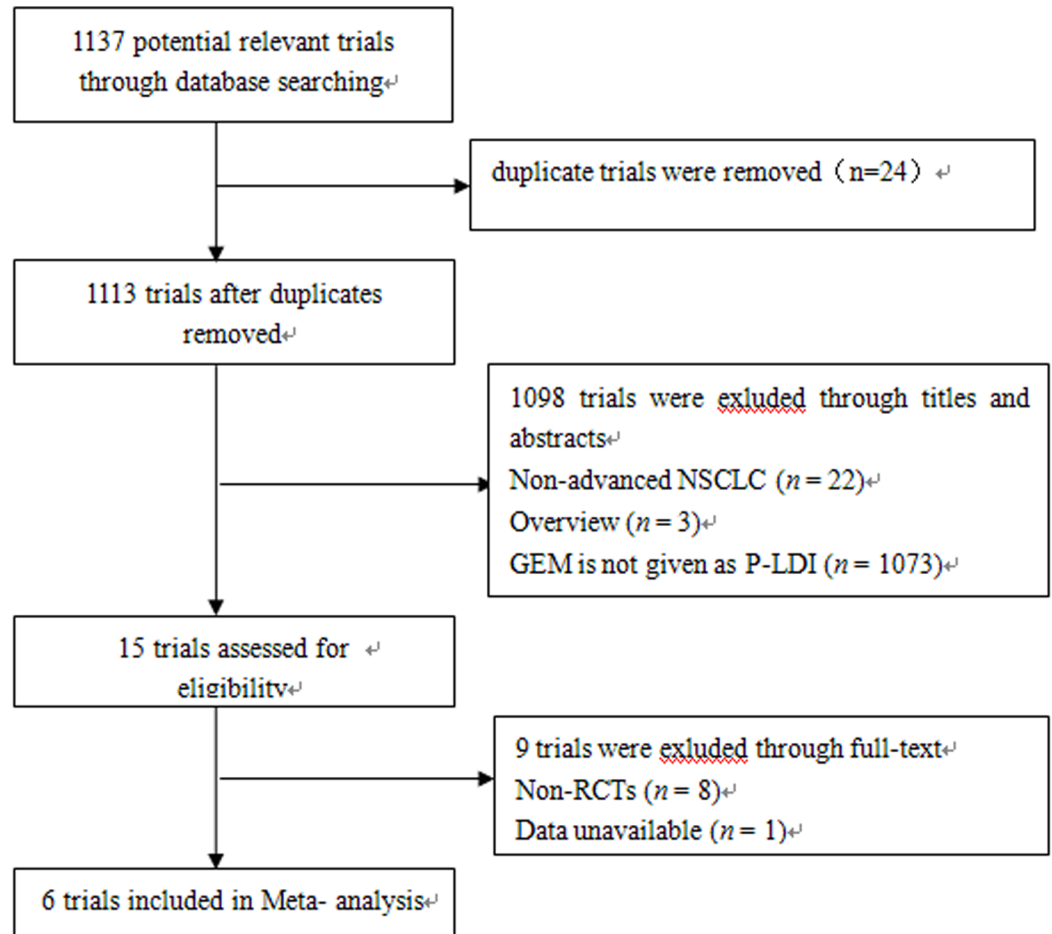 1137 potential relevant trials
through database searching↵
duplicate trials were removed（n=24） ↵
1113 trials after duplicates
removed↵
1098 trials were exluded through titles and
abstracts↵
Non-advanced NSCLC (n = 22)↵
Overview (n = 3)↵
GEM is not given as P-LDI (n = 1073)↵
15 trials assessed for ↵
eligibility↵
9 trials were exluded through full-text↵
Non-RCTs (n = 8)↵
Data unavailable (n = 1)↵
6 trials included in Meta- analysis↵